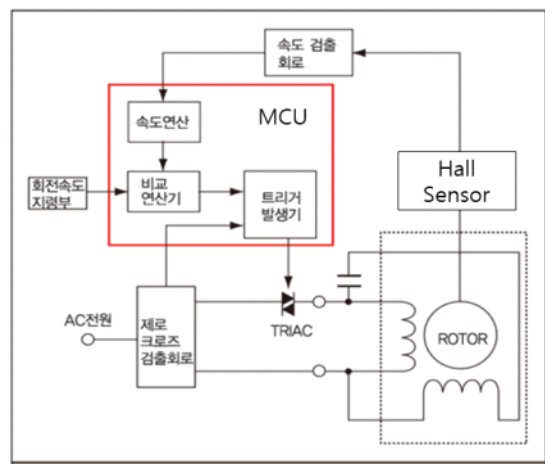 속도 검출
회로
MCU
속도연산
Hall
Sensor
회전속도
지령부
비교
연산기
트리거
발생기
AC전원
제로
크로즈
검출회로
TRIAC
ROTOR